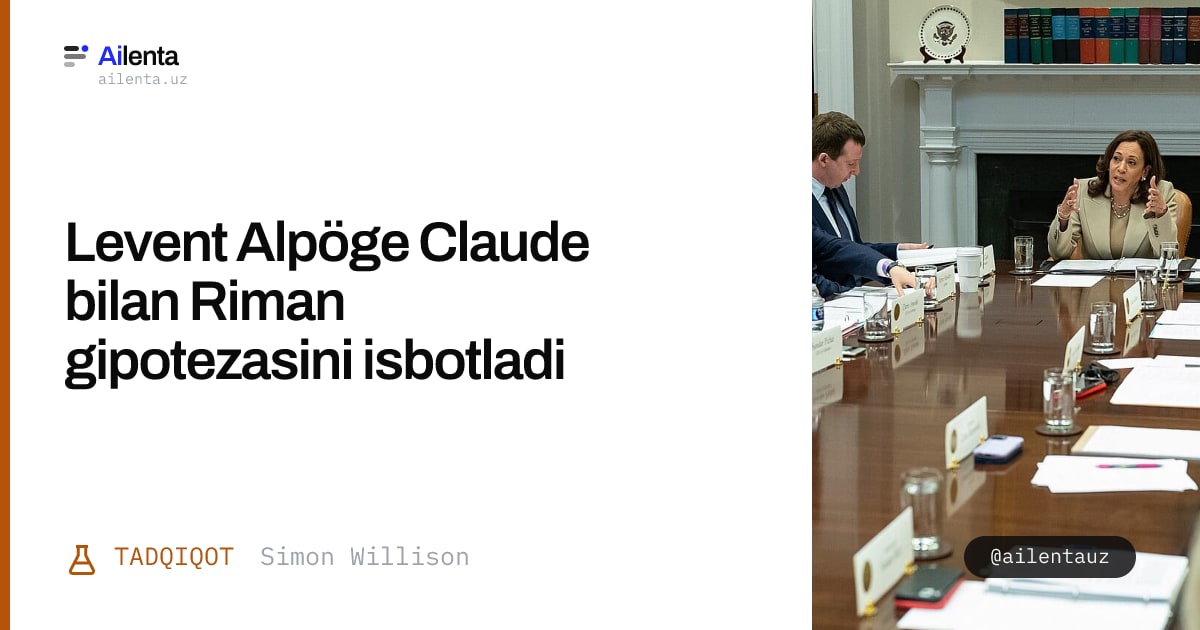 Ailenta
ailenta.uz
Levent Alpöge Claude
bilan Riman
gipotezasini isbotladi
TADQIQOT Simon Willison
@ailentauz